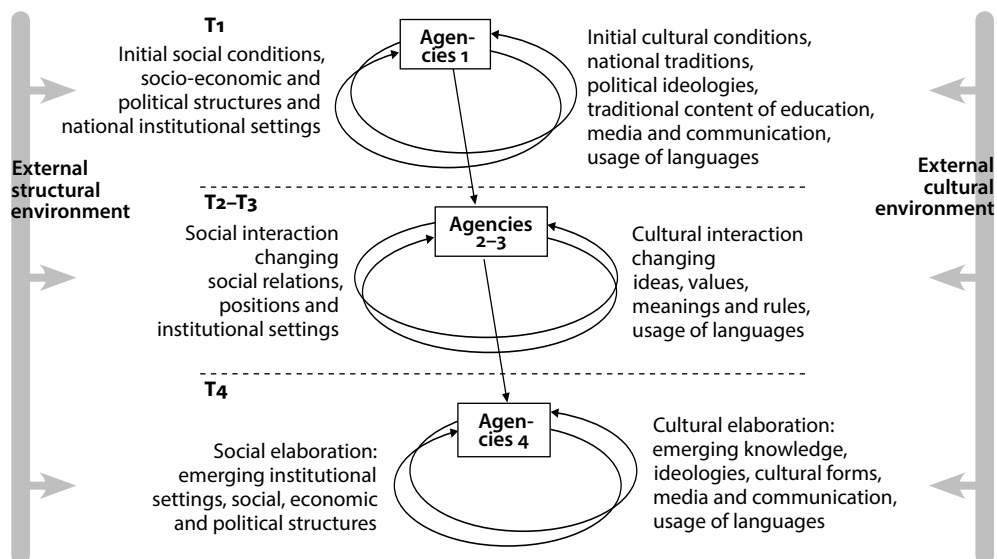 T1
Initial social conditions,
socio-economic and
political structures and
national institutional settings
Agen-
cies 1
Initial cultural conditions,
national traditions,
political ideologies,
traditional content of education,
media and communication,
usage of languages
External
structural
environment
External
cultural
environment
T2–T3
Social interaction
changing
social relations,
positions and
institutional settings
Agencies
2–3
Cultural interaction
changing
ideas, values,
meanings and rules,
usage of languages
T4
Social elaboration:
emerging institutional
settings, social, economic
and political structures
Agen-
cies 4
Cultural elaboration:
emerging knowledge,
ideologies, cultural forms,
media and communication,
usage of languages